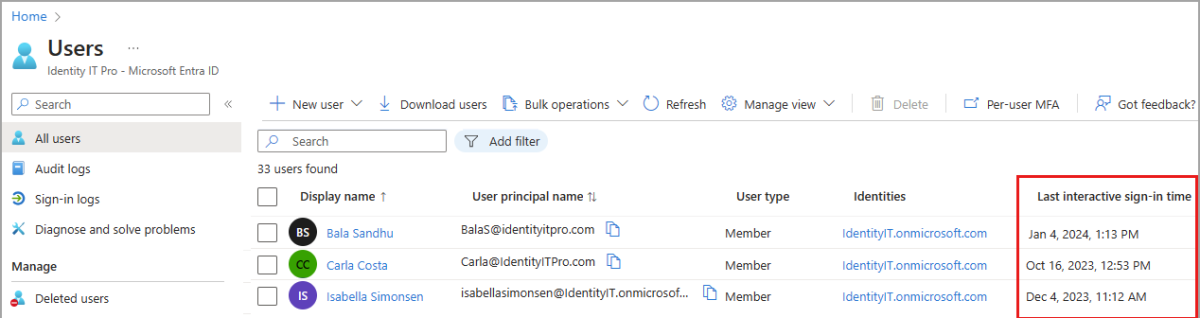 Home >
Users ...
Identity IT Pro - Microsoft Entra ID
Search «
New user Download users Bulk operations Refresh Manage view Delete Per-user MFA Got feedback?
All users
Audit logs
Sign-in logs
Diagnose and solve problems
Manage
Deleted users
Search Add filter
33 users found
Display name ↑ User principal name ↑↓ User type Identities Last interactive sign-in time
BS Bala Sandhu BalaS@identityitpro.com Member IdentityIT.onmicrosoft.com Jan 4, 2024, 1:13 PM
CC Carla Costa Carla@IdentityITPro.com Member IdentityIT.onmicrosoft.com Oct 16, 2023, 12:53 PM
IS Isabella Simonsen isabellasimonsen@IdentityIT.onmicrosof... Member IdentityIT.onmicrosoft.com Dec 4, 2023, 11:12 AM